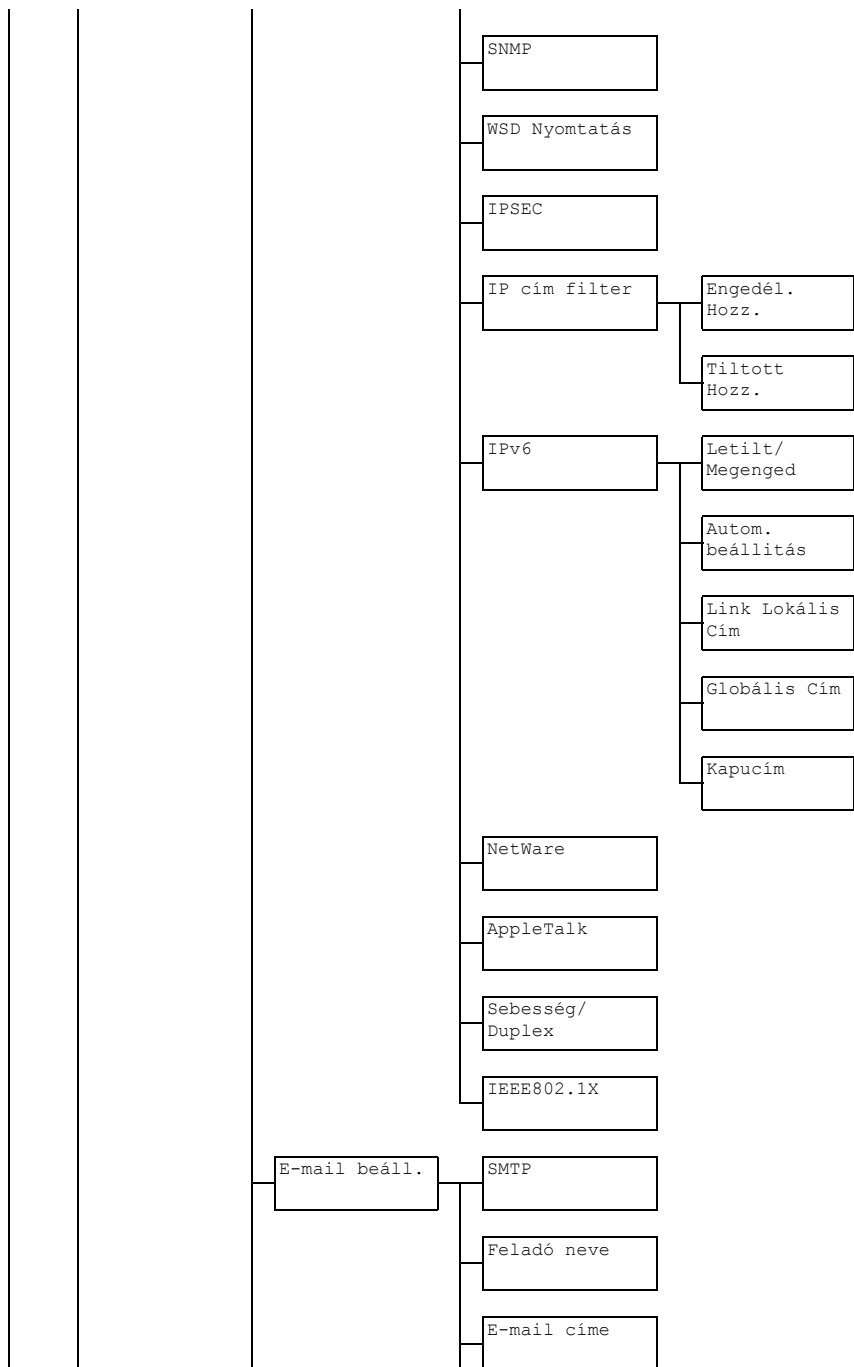 SNMP
WSD Nyomtatás
IPSEC
IP cím filter
Engedél.
Hozz.
Tiltott
Hozz.
IPv6
Letilt/
Megenged
Autom.
beállitás
Link Lokális
Cím
Globális Cím
Kapucím
NetWare
AppleTalk
Sebesség/
Duplex
IEEE802.1X
E-mail beáll.
SMTP
Feladó neve
E-mail címe